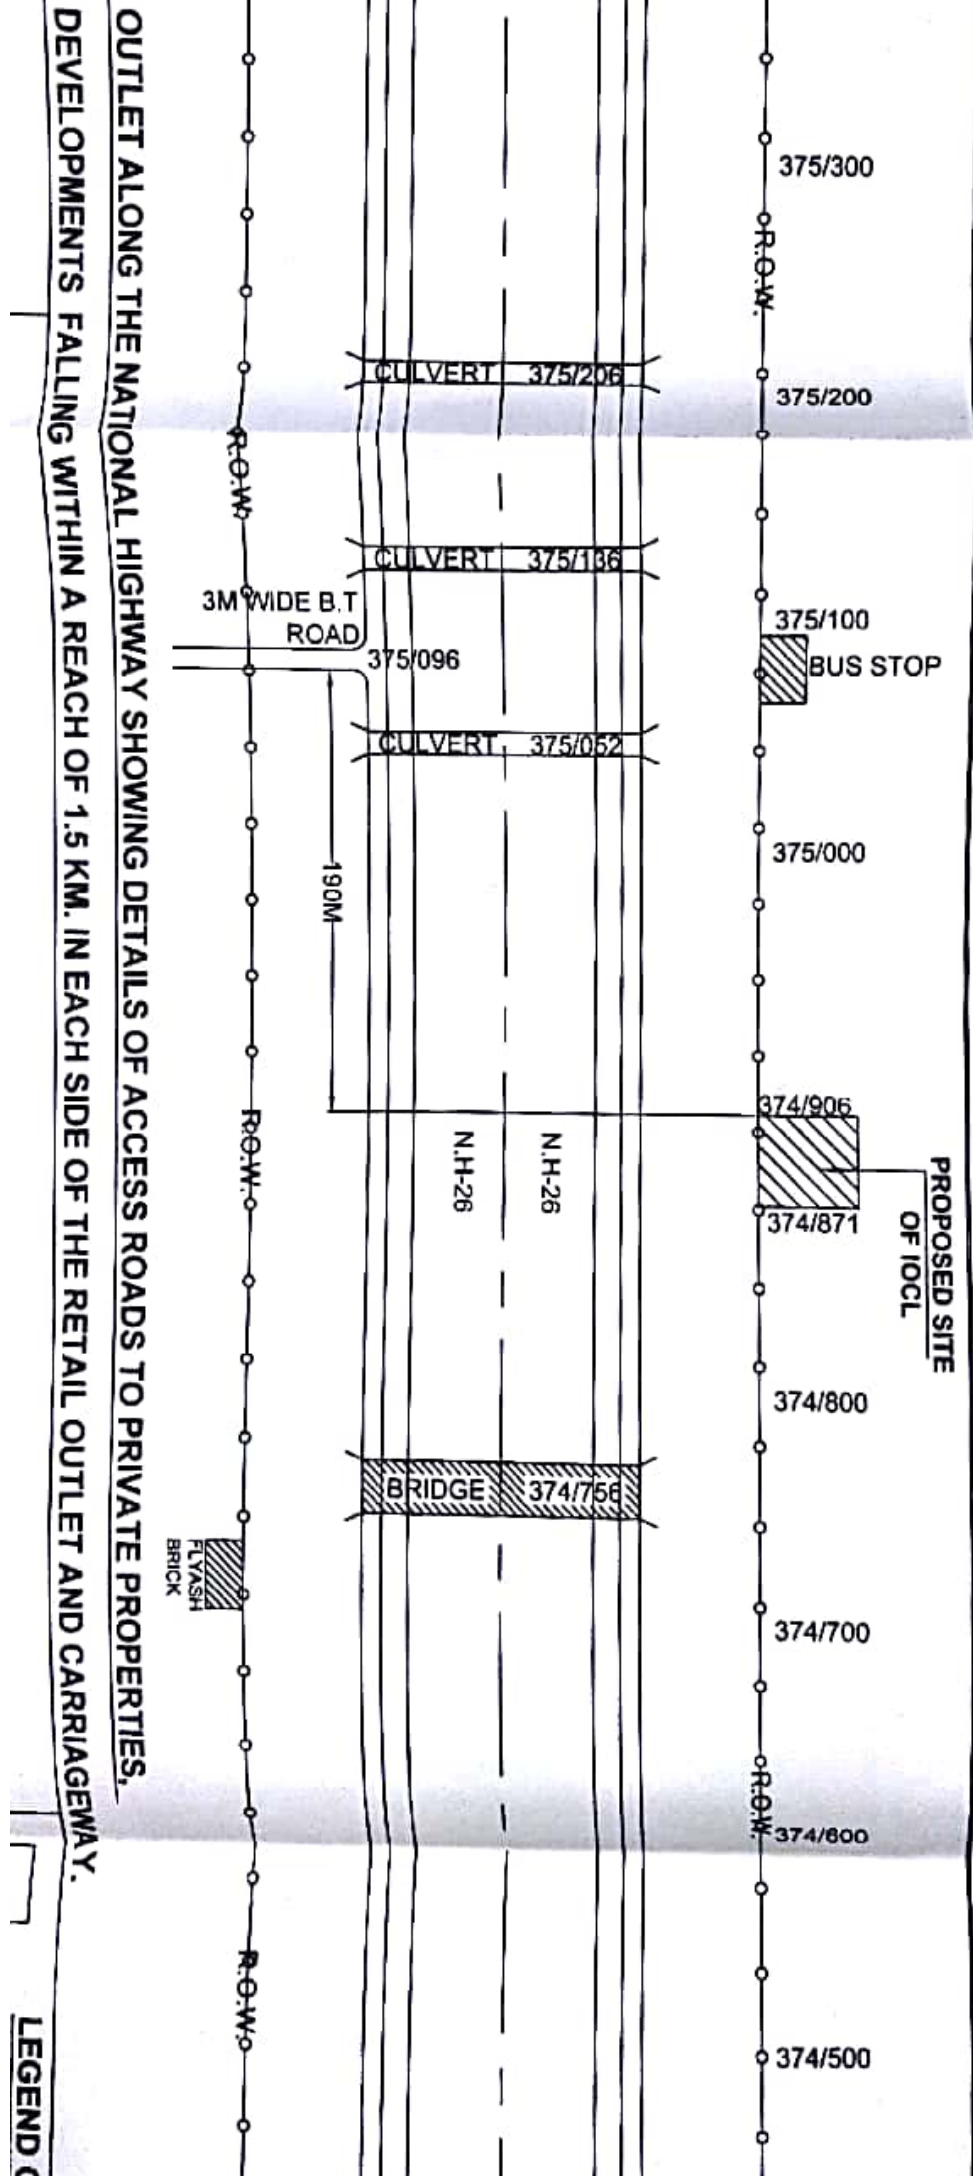 375/300
R.O.W.
CULVERT 375/206
375/200
R.O.W.
CULVERT 375/136
3M WIDE B.T
ROAD
375/096
375/100
BUS STOP
CULVERT 375/052
375/000
190M
374/906
R.O.W.
N.H-26
N.H-26
PROPOSED SITE
OF IOCL
374/871
374/800
BRIDGE 374/756
FLYASH
BRICK
374/700
R.O.W.
374/600
R.O.W.
374/500
OUTLET ALONG THE NATIONAL HIGHWAY SHOWING DETAILS OF ACCESS ROADS TO PRIVATE PROPERTIES,
DEVELOPMENTS FALLING WITHIN A REACH OF 1.5 KM. IN EACH SIDE OF THE RETAIL OUTLET AND CARRIAGEWAY.
LEGEND